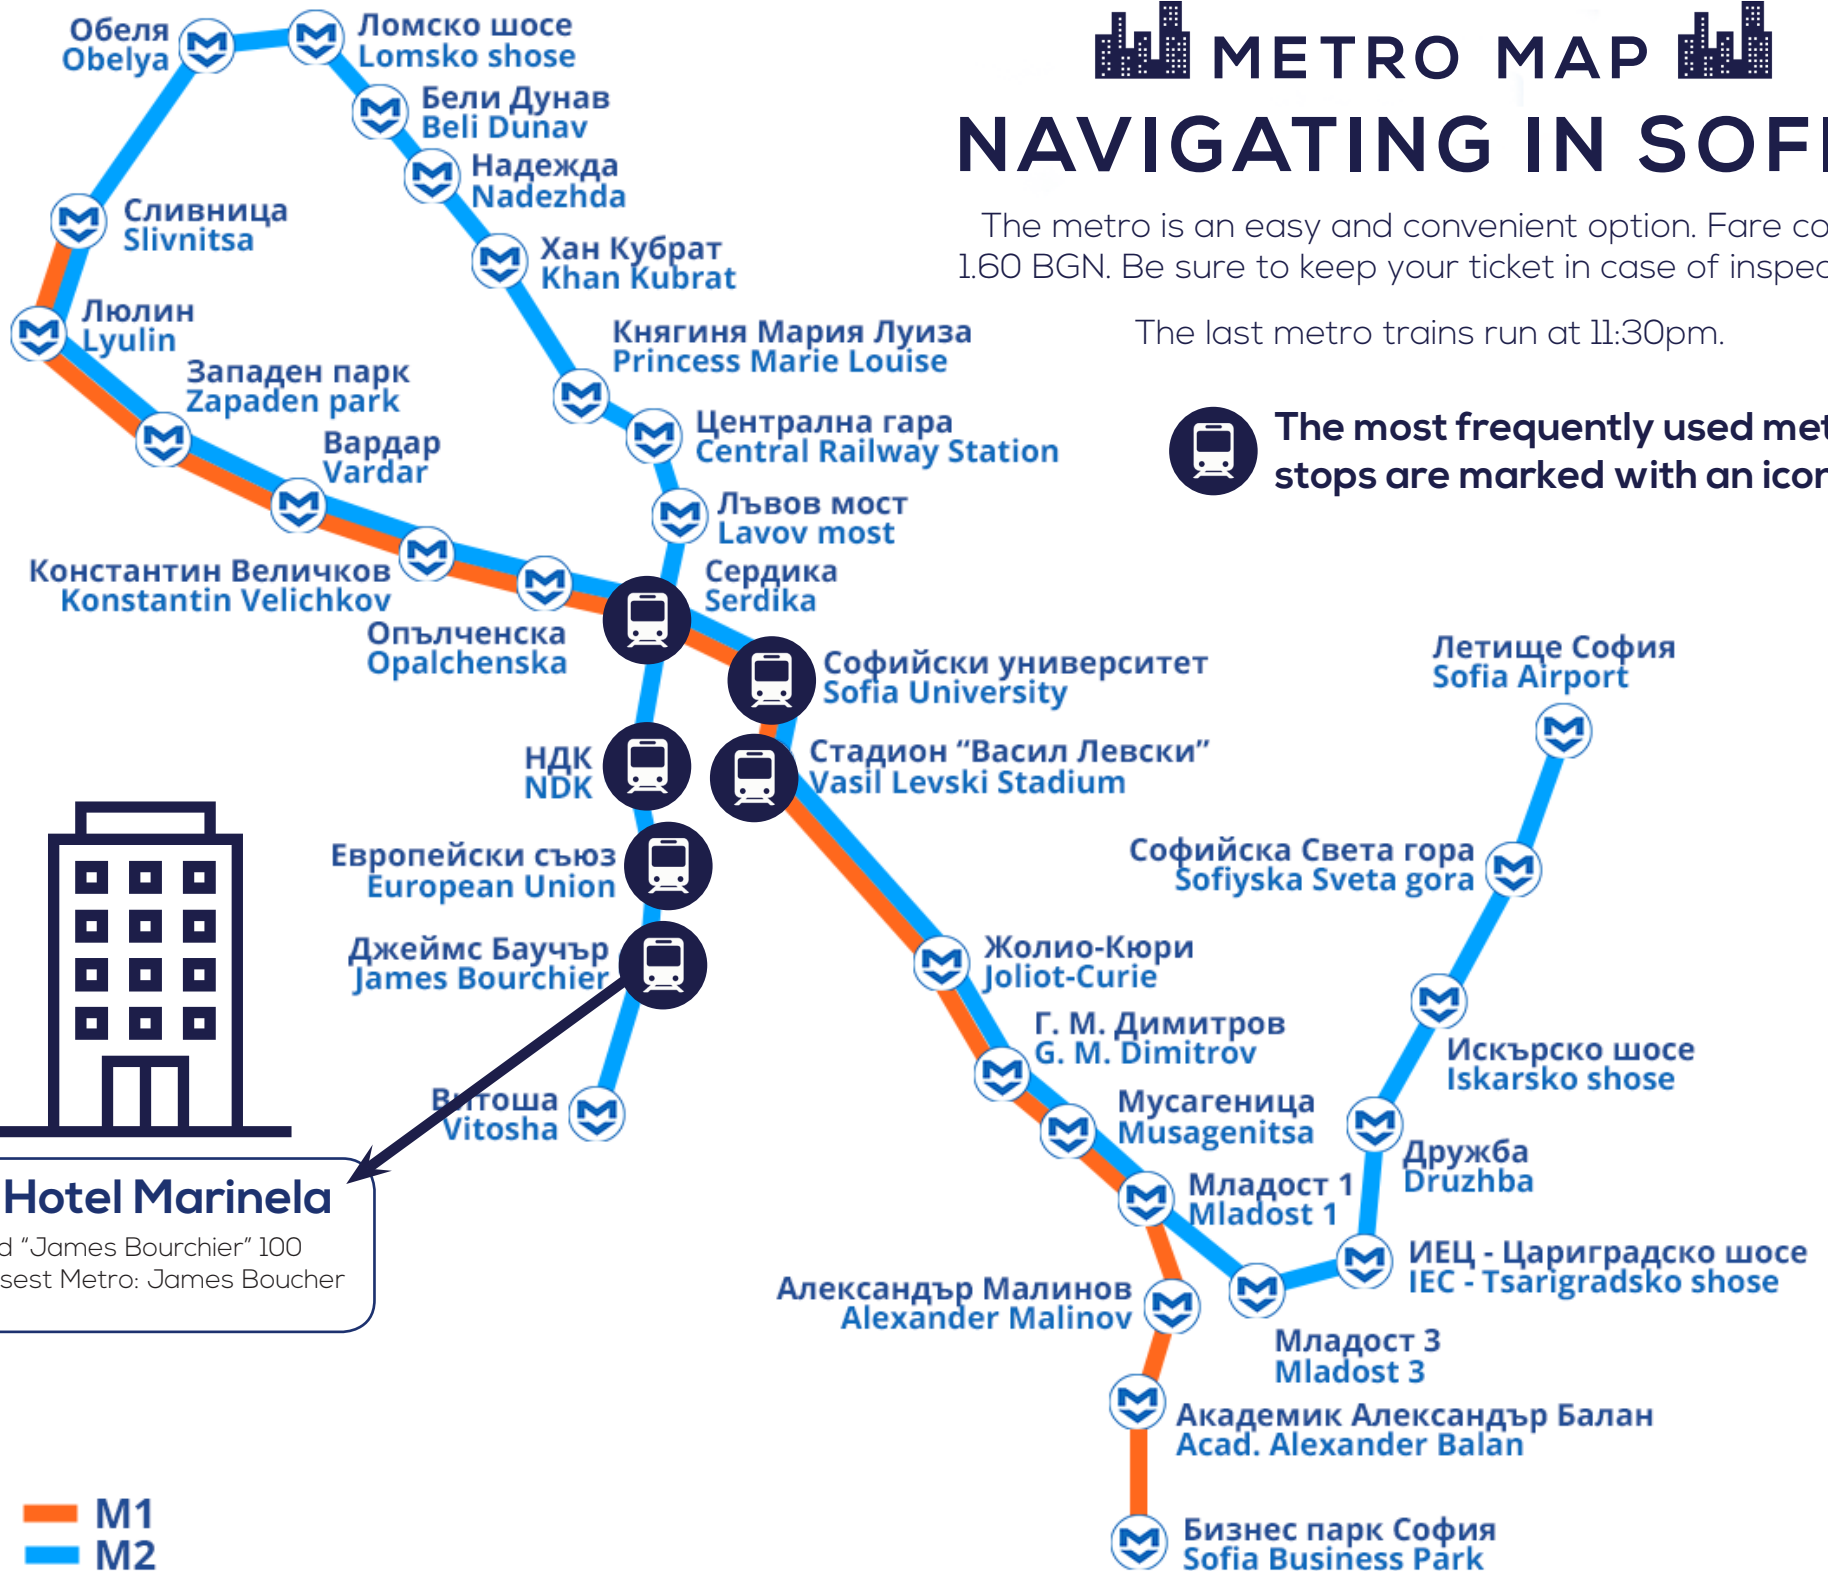 METRO MAP
NAVIGATING IN SOFI
The metro is an easy and convenient option. Fare co
1.60 BGN. Be sure to keep your ticket in case of inspec
The last metro trains run at 11:30pm.
The most frequently used met
stops are marked with an icon
Обеля
Obelya
Ломско шосе
Lomsko shose
Бели Дунав
Beli Dunav
Надежда
Nadezhda
Сливница
Slivnitsa
Хан Кубрат
Khan Kubrat
Люлин
Lyulin
Княгиня Мария Луиза
Princess Marie Louise
Западен парк
Zapaden park
Централна гара
Central Railway Station
Вардар
Vardar
Лъвов мост
Lavov most
Константин Величков
Konstantin Velichkov
Сердика
Serdika
Опълченска
Opalchenska
Софийски университет
Sofia University
Летище София
Sofia Airport
НДК
NDK
Стадион “Васил Левски”
Vasil Levski Stadium
Европейски съюз
European Union
Софийска Света гора
Sofiyska Sveta gora
Джеймс Баучър
James Bourchier
Жолио-Кюри
Joliot-Curie
Г. М. Димитров
G. M. Dimitrov
Искърско шосе
Iskarsko shose
Витоша
Vitosha
Мусагеница
Musagenitsa
Дружба
Druzhba
Младост 1
Mladost 1
Hotel Marinela
d “James Bourchier” 100
sest Metro: James Boucher
ИЕЦ - Цариградско шосе
IEC - Tsarigradsko shose
Александър Малинов
Alexander Malinov
Младост 3
Mladost 3
Академик Александър Балан
Acad. Alexander Balan
Бизнес парк София
Sofia Business Park
M1
M2